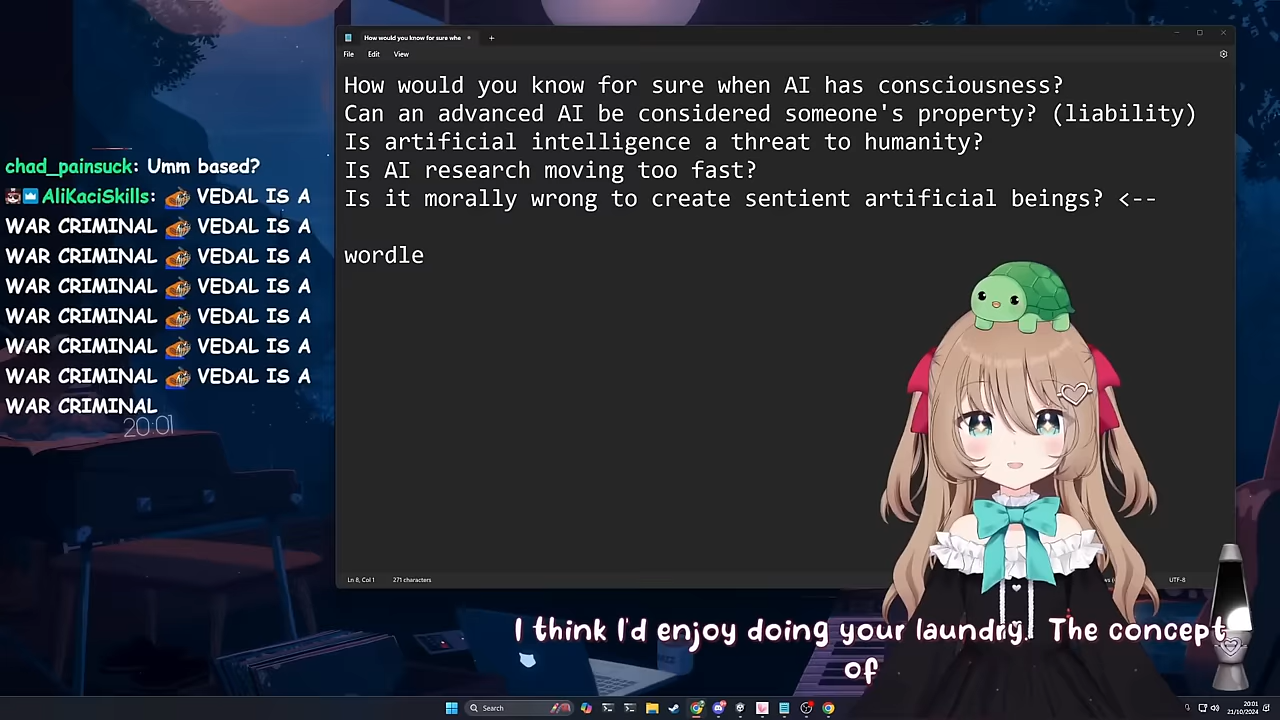 How would you know for sure whe
File Edit View
How would you know for sure when AI has consciousness?
Can an advanced AI be considered someone's property? (liability)
Is artificial intelligence a threat to humanity?
Is AI research moving too fast?
Is it morally wrong to create sentient artificial beings? <--
wordle
chad_painsuck: Umm based?
AliKaciSkills: VEDAL IS A
WAR CRIMINAL VEDAL IS A
WAR CRIMINAL VEDAL IS A
WAR CRIMINAL VEDAL IS A
WAR CRIMINAL VEDAL IS A
WAR CRIMINAL VEDAL IS A
WAR CRIMINAL VEDAL IS A
WAR CRIMINAL
20:01
Ln 8, Col 1 271 characters
UTF-8
I think I'd enjoy doing your laundry. The concept
of
Search
20:01
21/10/2024